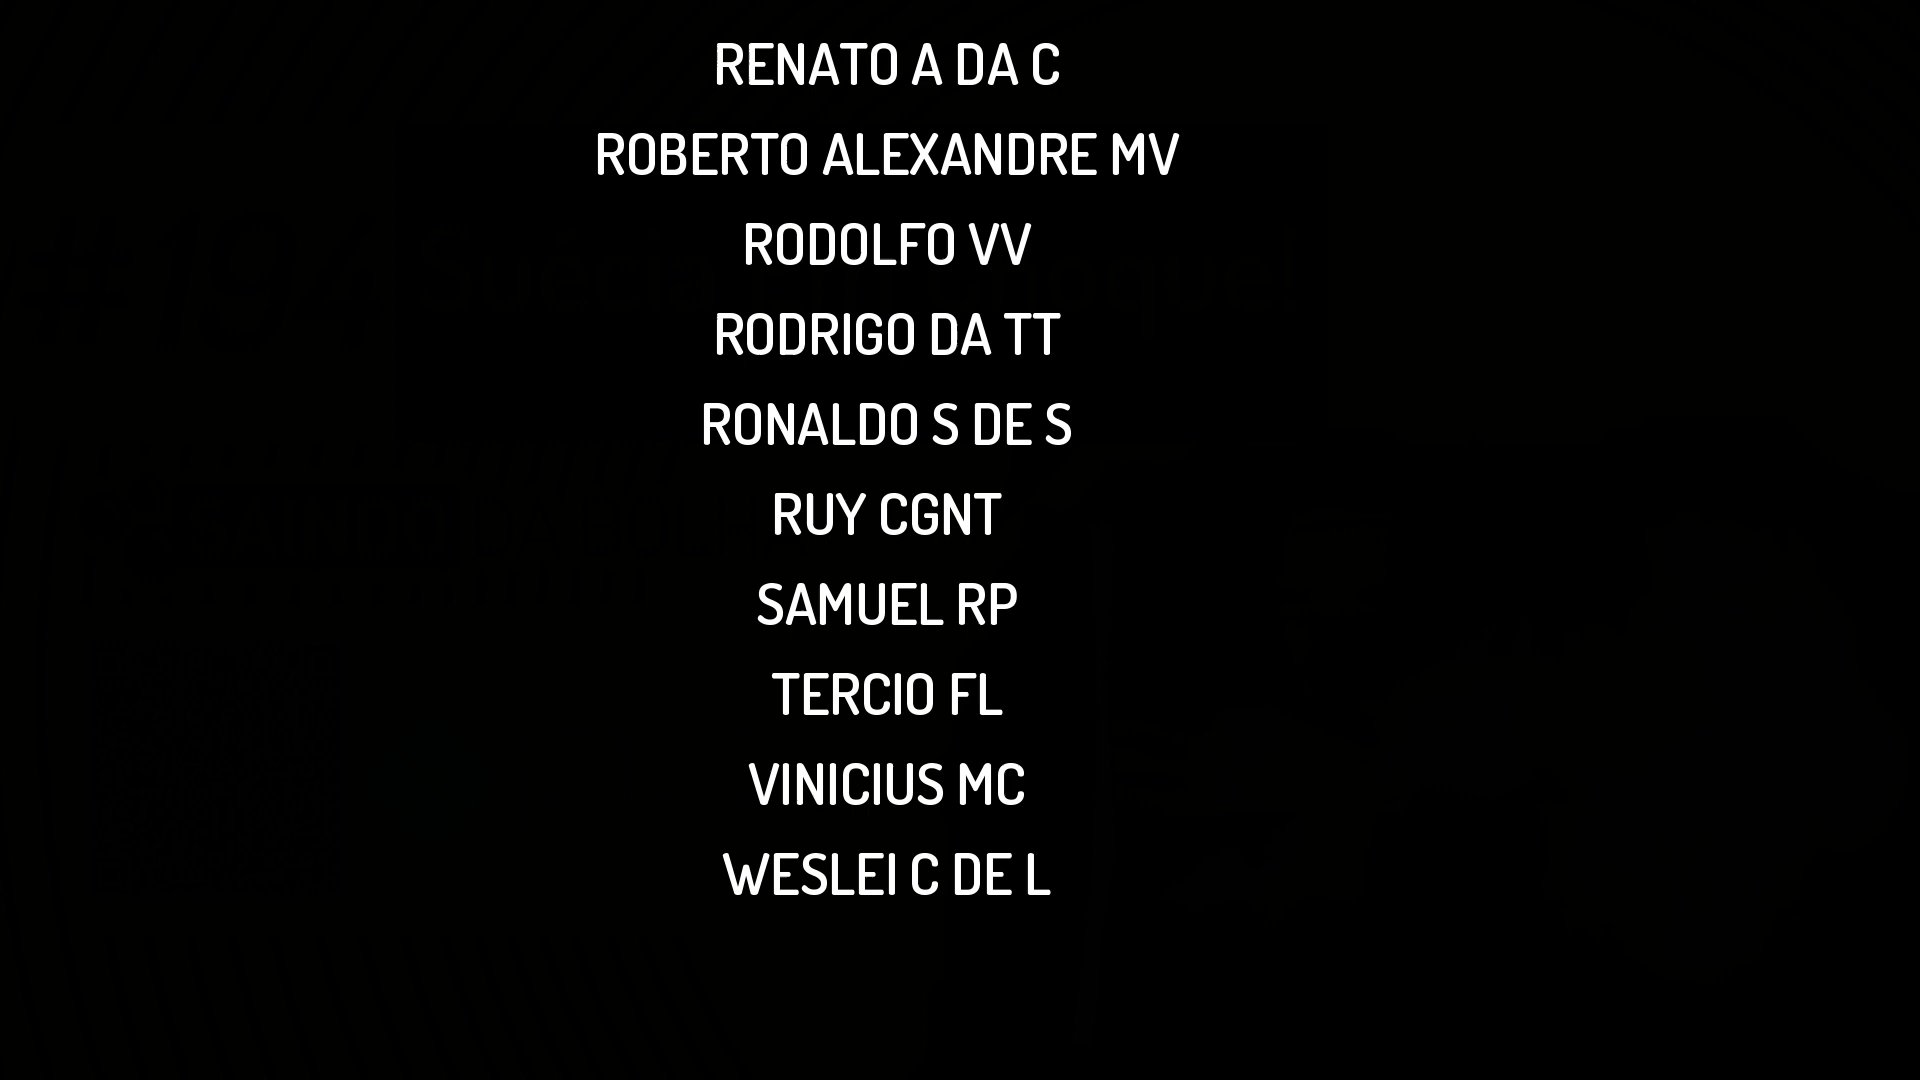 RENATO A DA C
ROBERTO ALEXANDRE MV
RODOLFO VV
RODRIGO DA TT
RONALDO S DE S
RUY CGNT
SAMUEL RP
TERCIO FL
VINICIUS MC
WESLEI C DE L